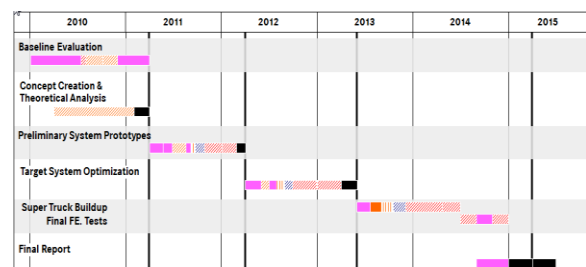 2010 2011 2012 2013 2014 2015
Baseline Evaluation
Concept Creation &
Theoretical Analysis
Preliminary System Prototypes
Target System Optimization
Super Truck Buildup
Final FE. Tests
Final Report